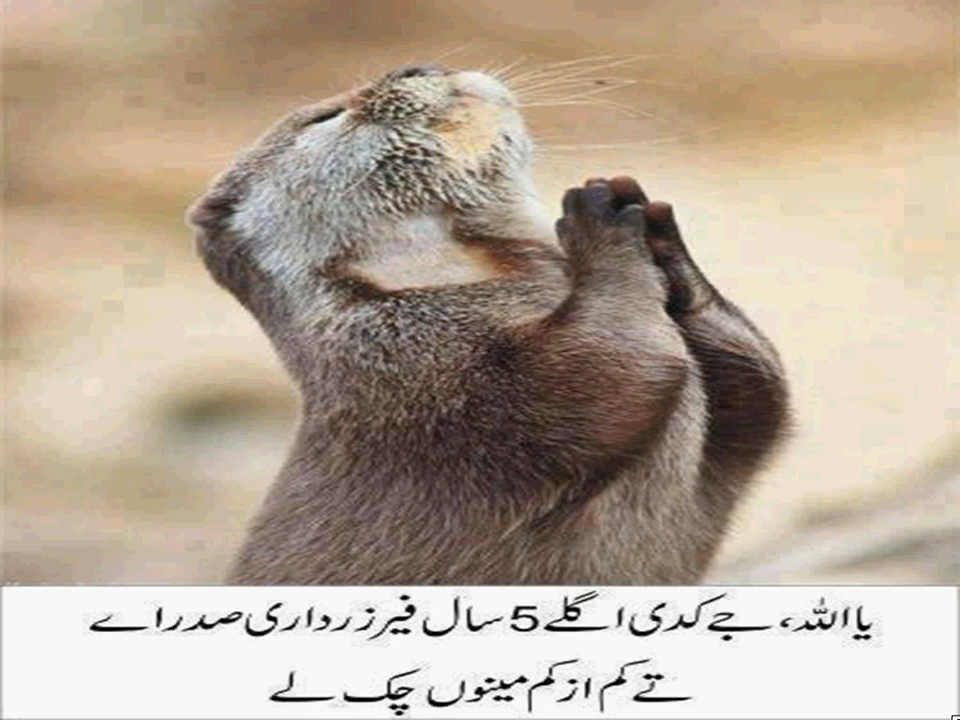 یا اللہ، جے کدی اگلے 5 سال فیر زرداری صدر اے
تے کم از کم مینوں چک لے